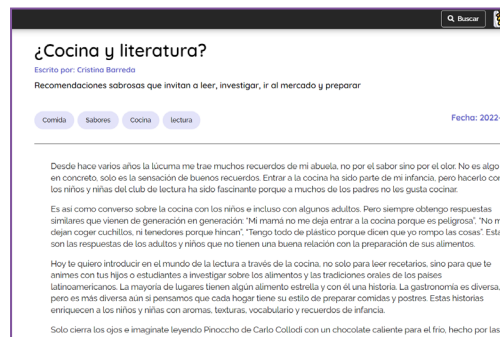 Buscar
¿Cocina y literatura?
Escrito por: Cristina Barreda
Recomendaciones sabrosas que invitan a leer, investigar, ir al mercado y preparar
Comida Sabores Cocina lectura
Fecha: 2022-
Desde hace varios años la lúcuma me trae muchos recuerdos de mi abuela, no por el sabor sino por el olor. No es algo
en concreto, solo es la sensación de buenos recuerdos. Entrar a la cocina ha sido parte de mi infancia, pero hacerlo con
los niños y niñas del club de lectura ha sido fascinante porque a muchos de los padres no les gusta cocinar.
Es así como converso sobre la cocina con los niños e incluso con algunos adultos. Pero siempre obtengo respuestas
similares que vienen de generación en generación: "Mi mamá no me deja entrar a la cocina porque es peligrosa", "No m
dejan coger cuchillos, ni tenedores porque hincan", "Tengo todo de plástico porque dicen que yo rompo las cosas". Esta
son las respuestas de los adultos y niños que no tienen una buena relación con la preparación de sus alimentos.
Hoy te quiero introducir en el mundo de la lectura a través de la cocina, no solo para leer recetarios, sino para que te
animes con tus hijos o estudiantes a investigar sobre los alimentos y las tradiciones orales de los países
latinoamericanos. La mayoría de lugares tienen algún alimento estrella y con él una historia. La gastronomía es diversa,
pero es más diversa aún si pensamos que cada hogar tiene su estilo de preparar comidas y postres. Estas historias
enriquecen a los niños y niñas con aromas, texturas, vocabulario y recuerdos de infancia.
Solo cierra los ojos e imagínate leyendo Pinoccho de Carlo Collodi con un chocolate caliente para el frío, hecho por las